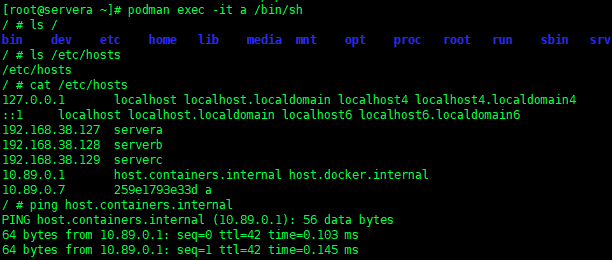 [root@servera ~]# podman exec -it a /bin/sh
/ # ls /
bin dev etc home lib media mnt opt proc root run sbin srv
/ # ls /etc/hosts
/etc/hosts
/ # cat /etc/hosts
127.0.0.1 localhost localhost.localdomain localhost4 localhost4.localdomain4
::1 localhost localhost.localdomain localhost6 localhost6.localdomain6
192.168.38.127 servera
192.168.38.128 serverb
192.168.38.129 serverc
10.89.0.1 host.containers.internal host.docker.internal
10.89.0.7 259e1793e33d a
/ # ping host.containers.internal
PING host.containers.internal (10.89.0.1): 56 data bytes
64 bytes from 10.89.0.1: seq=0 ttl=42 time=0.103 ms
64 bytes from 10.89.0.1: seq=1 ttl=42 time=0.145 ms